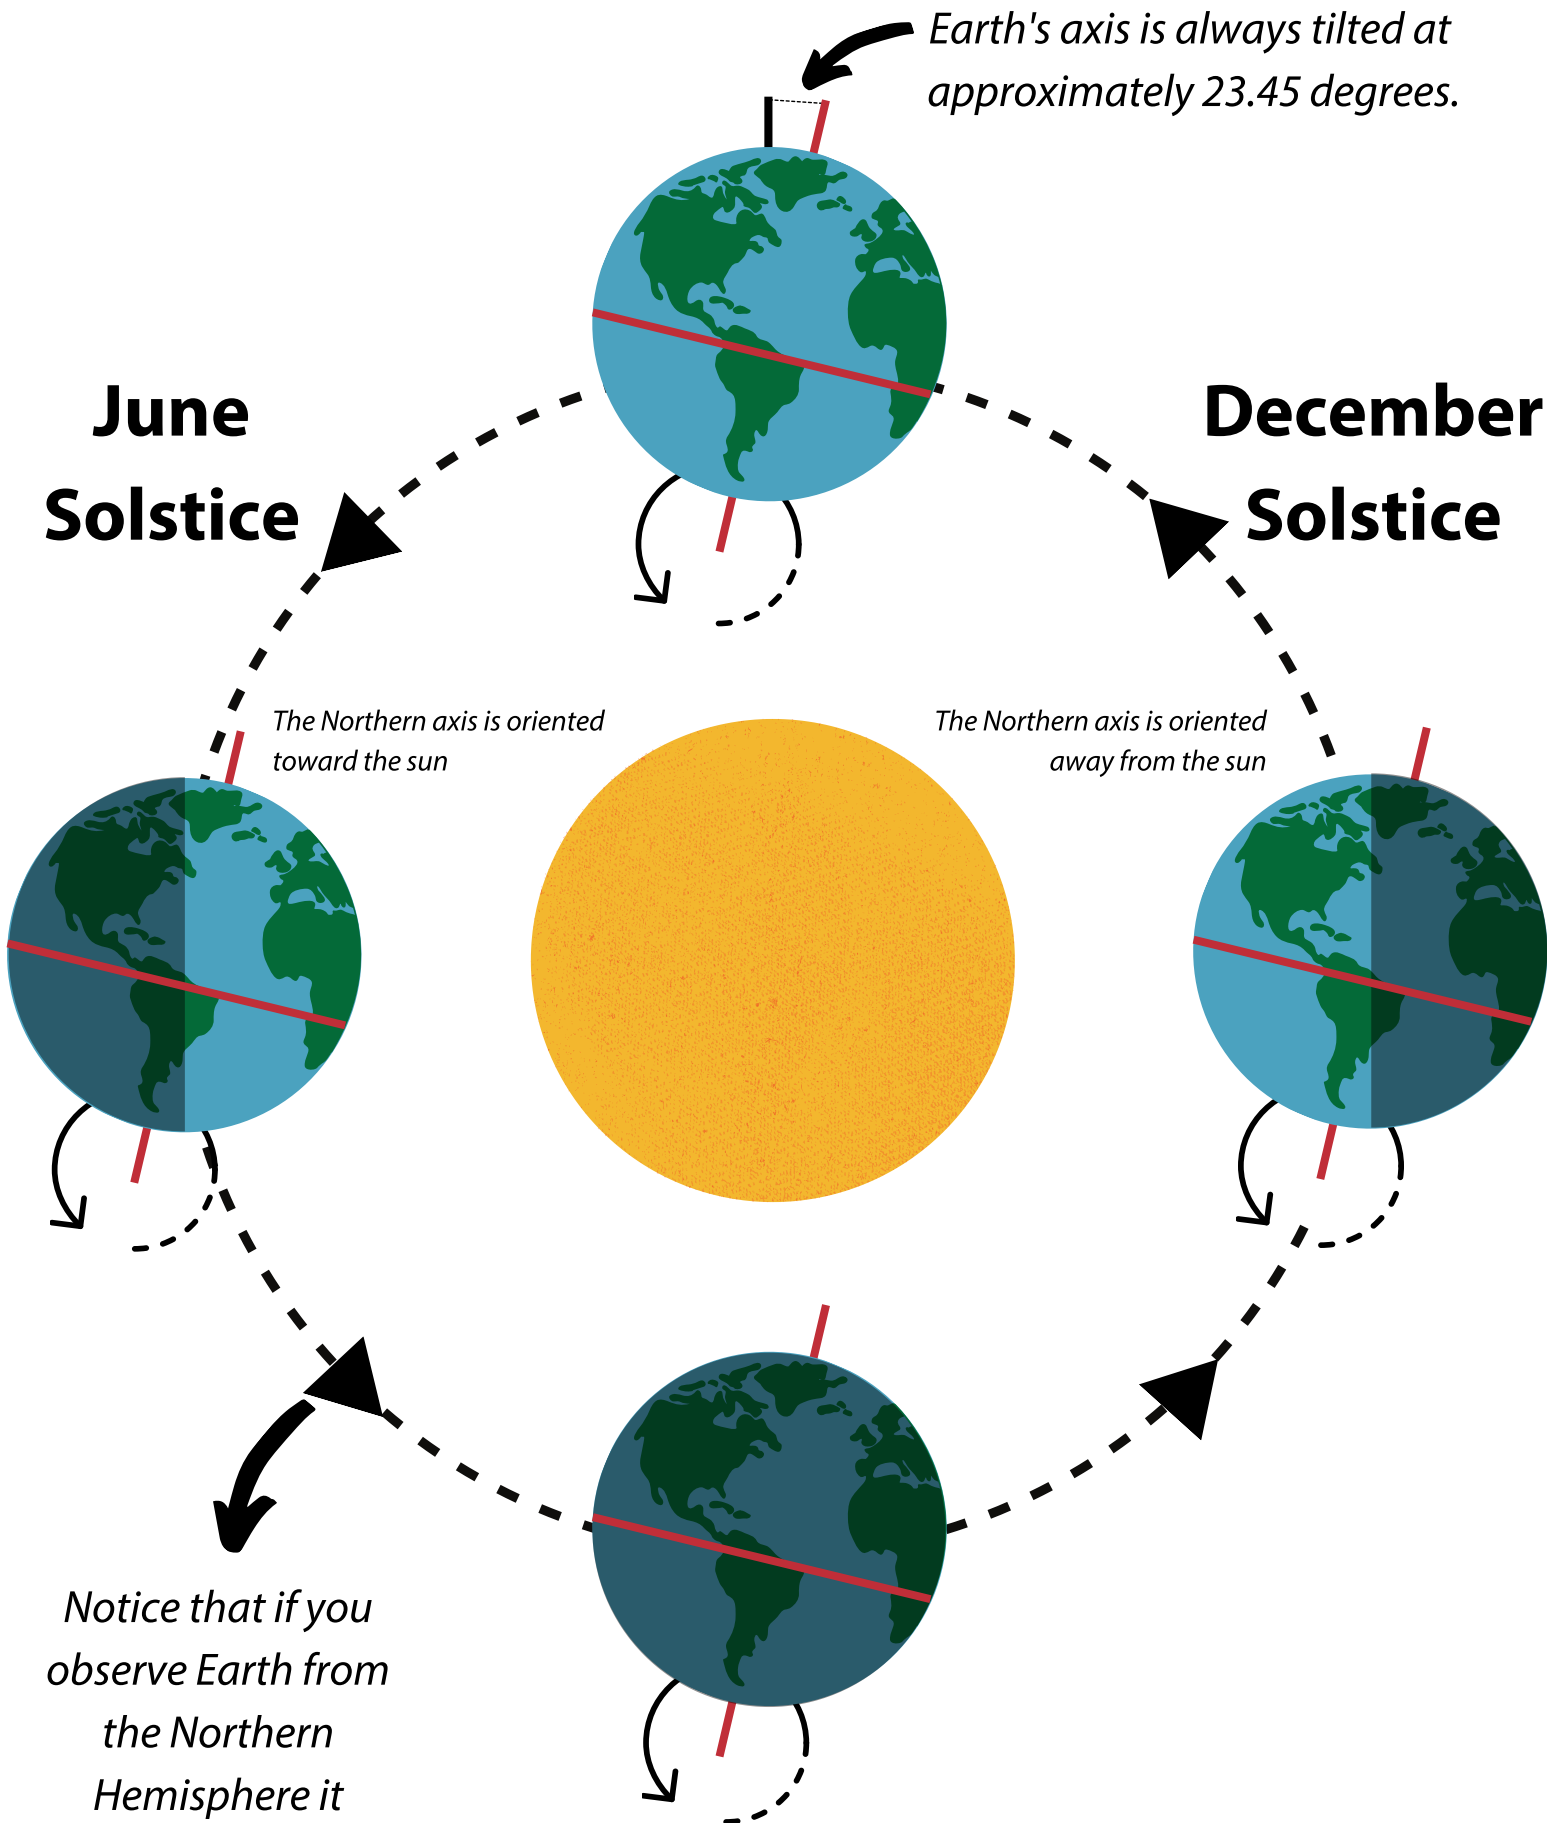 Earth's axis is always tilted at
approximately 23.45 degrees.
June
Solstice
December
Solstice
The Northern axis is oriented
toward the sun
The Northern axis is oriented
away from the sun
Notice that if you
observe Earth from
the Northern
Hemisphere it